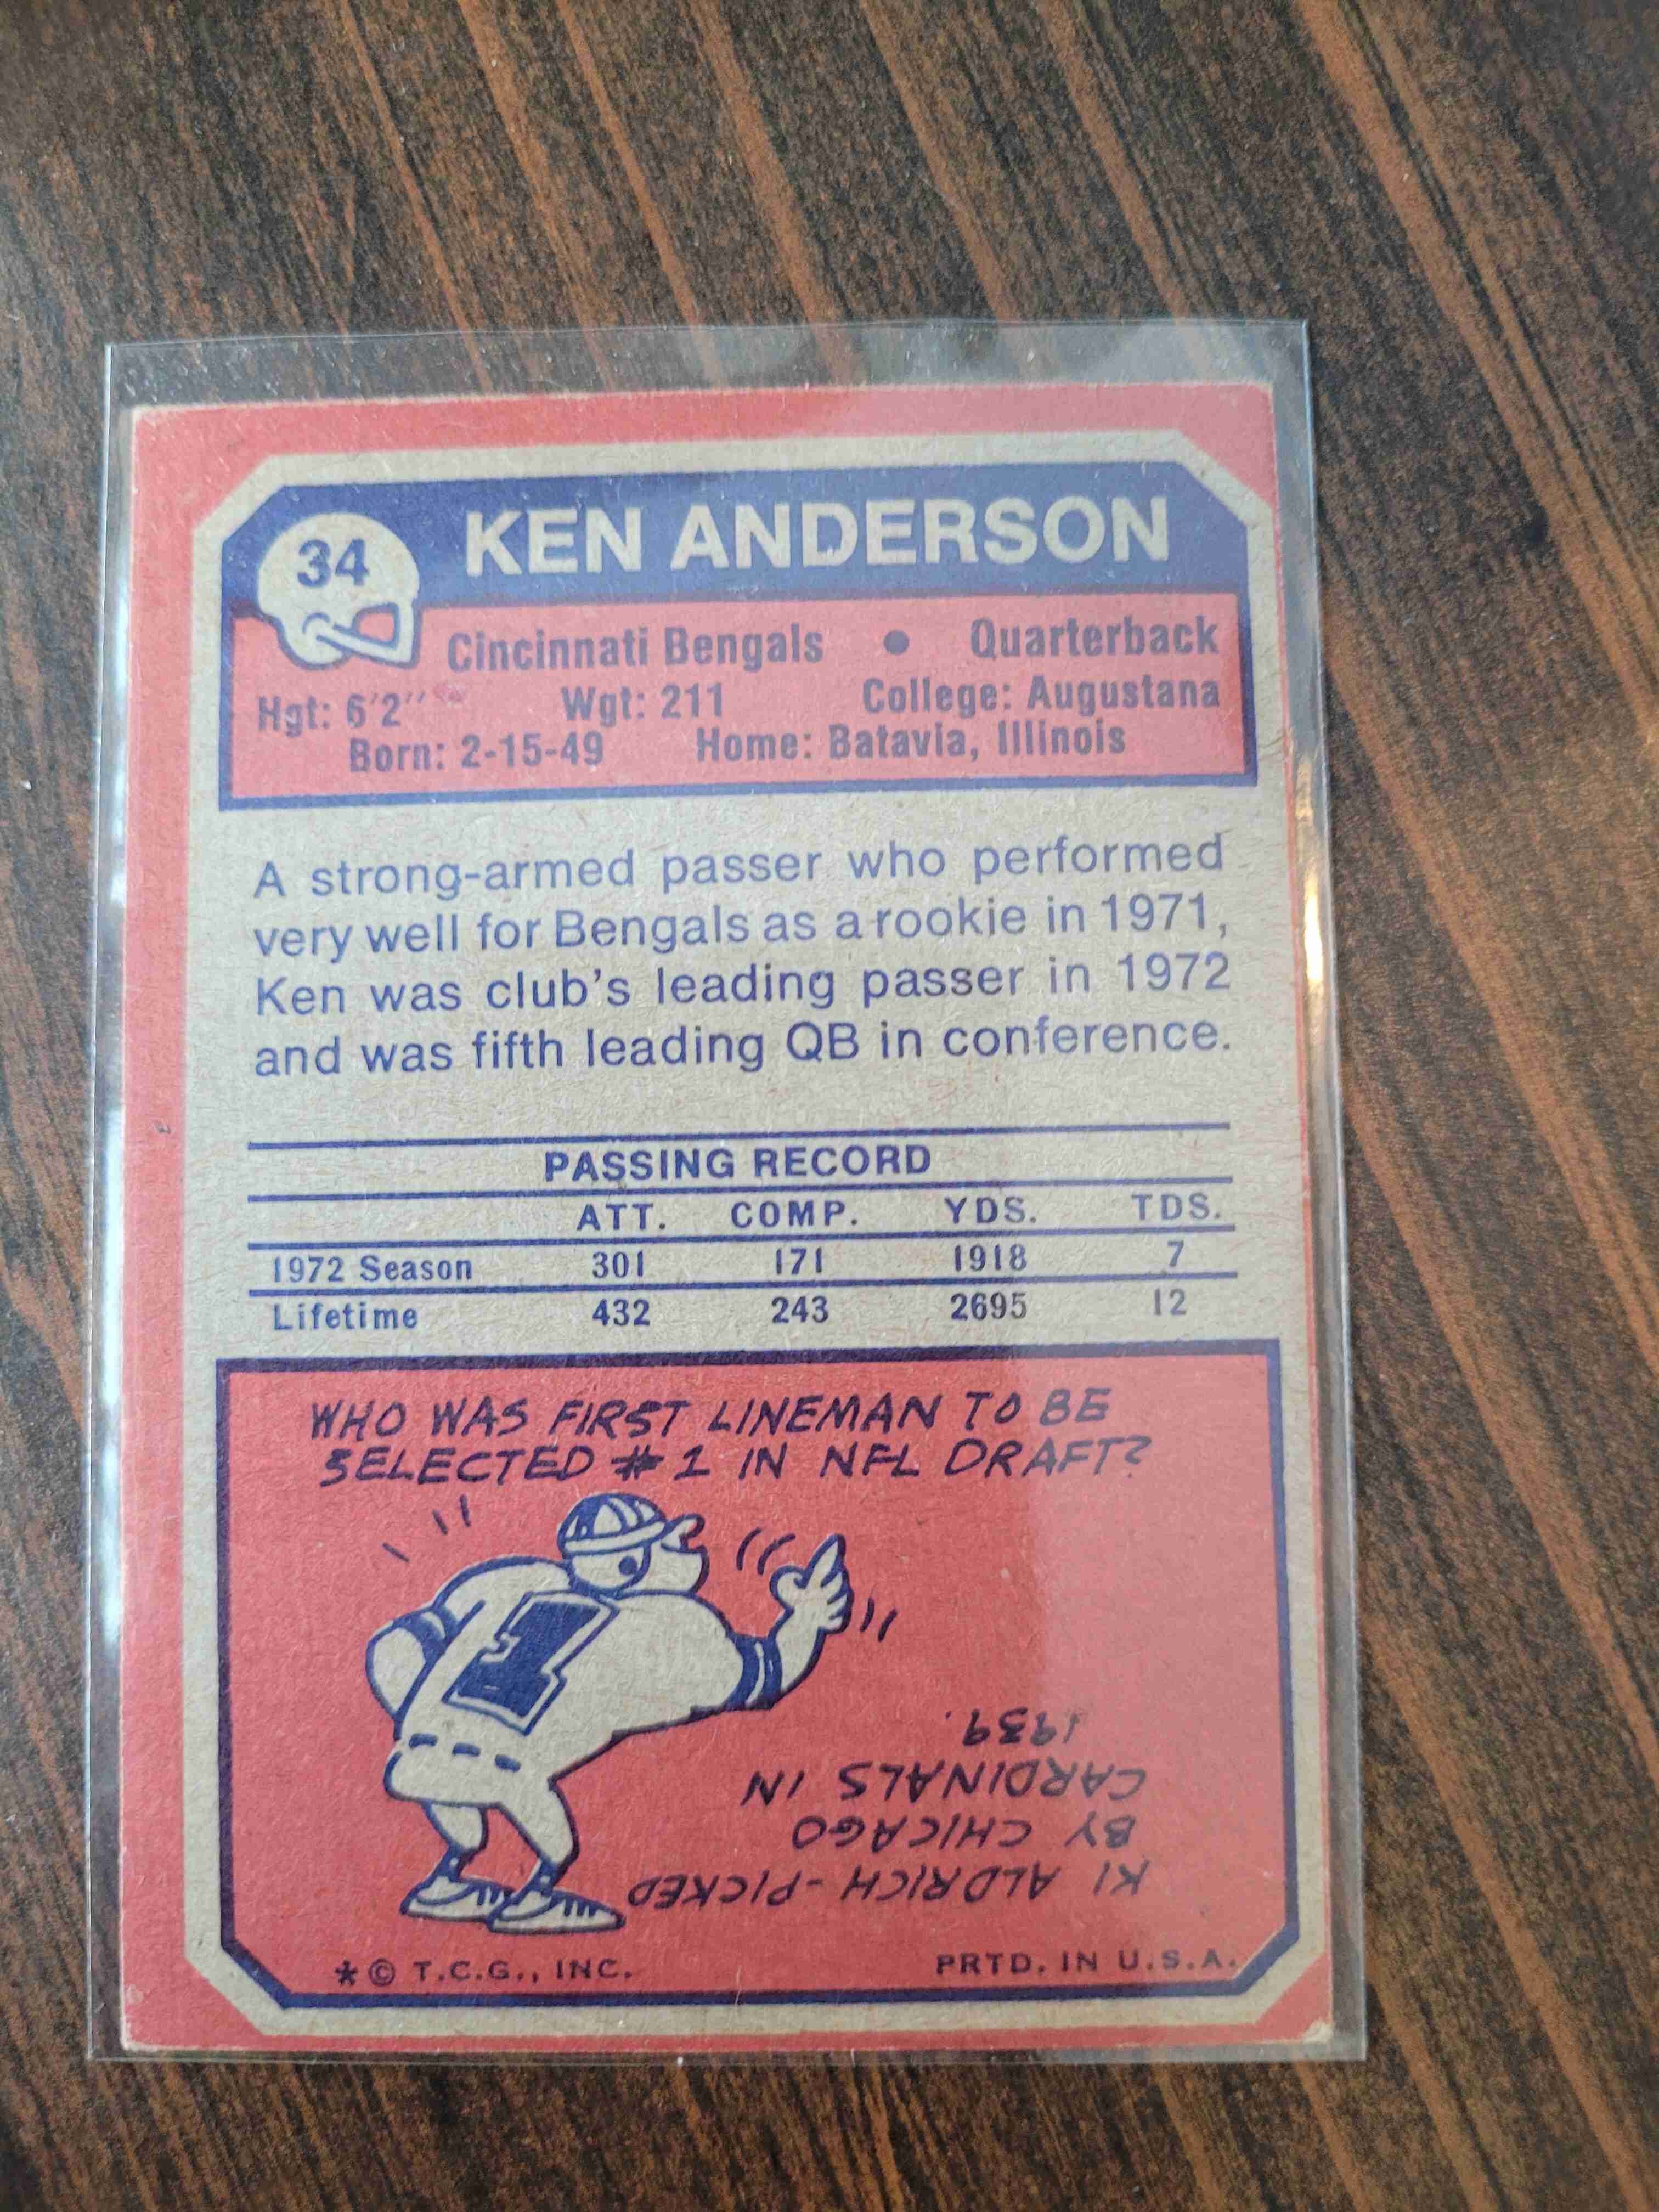 34
KEN ANDERSON
Cincinnati Bengals • Quarterback
Hgt: 6'2" Wgt: 211 College: Augustana
Born: 2-15-49 Home: Batavia, Illinois
A strong-armed passer who performed
very well for Bengals as a rookie in 1971,
Ken was club's leading passer in 1972
and was fifth leading QB in conference.
PASSING RECORD
ATT. COMP. YDS. TDS.
1972 Season 301 171 1918 7
Lifetime 432 243 2695 12
WHO WAS FIRST LINEMAN TO BE
SELECTED #1 IN NFL DRAFT?
1
KI ALDRICH - PICKED
BY CHICAGO
CARDINALS IN
1939.
* © T.C.G., INC. PRTD. IN U.S.A.